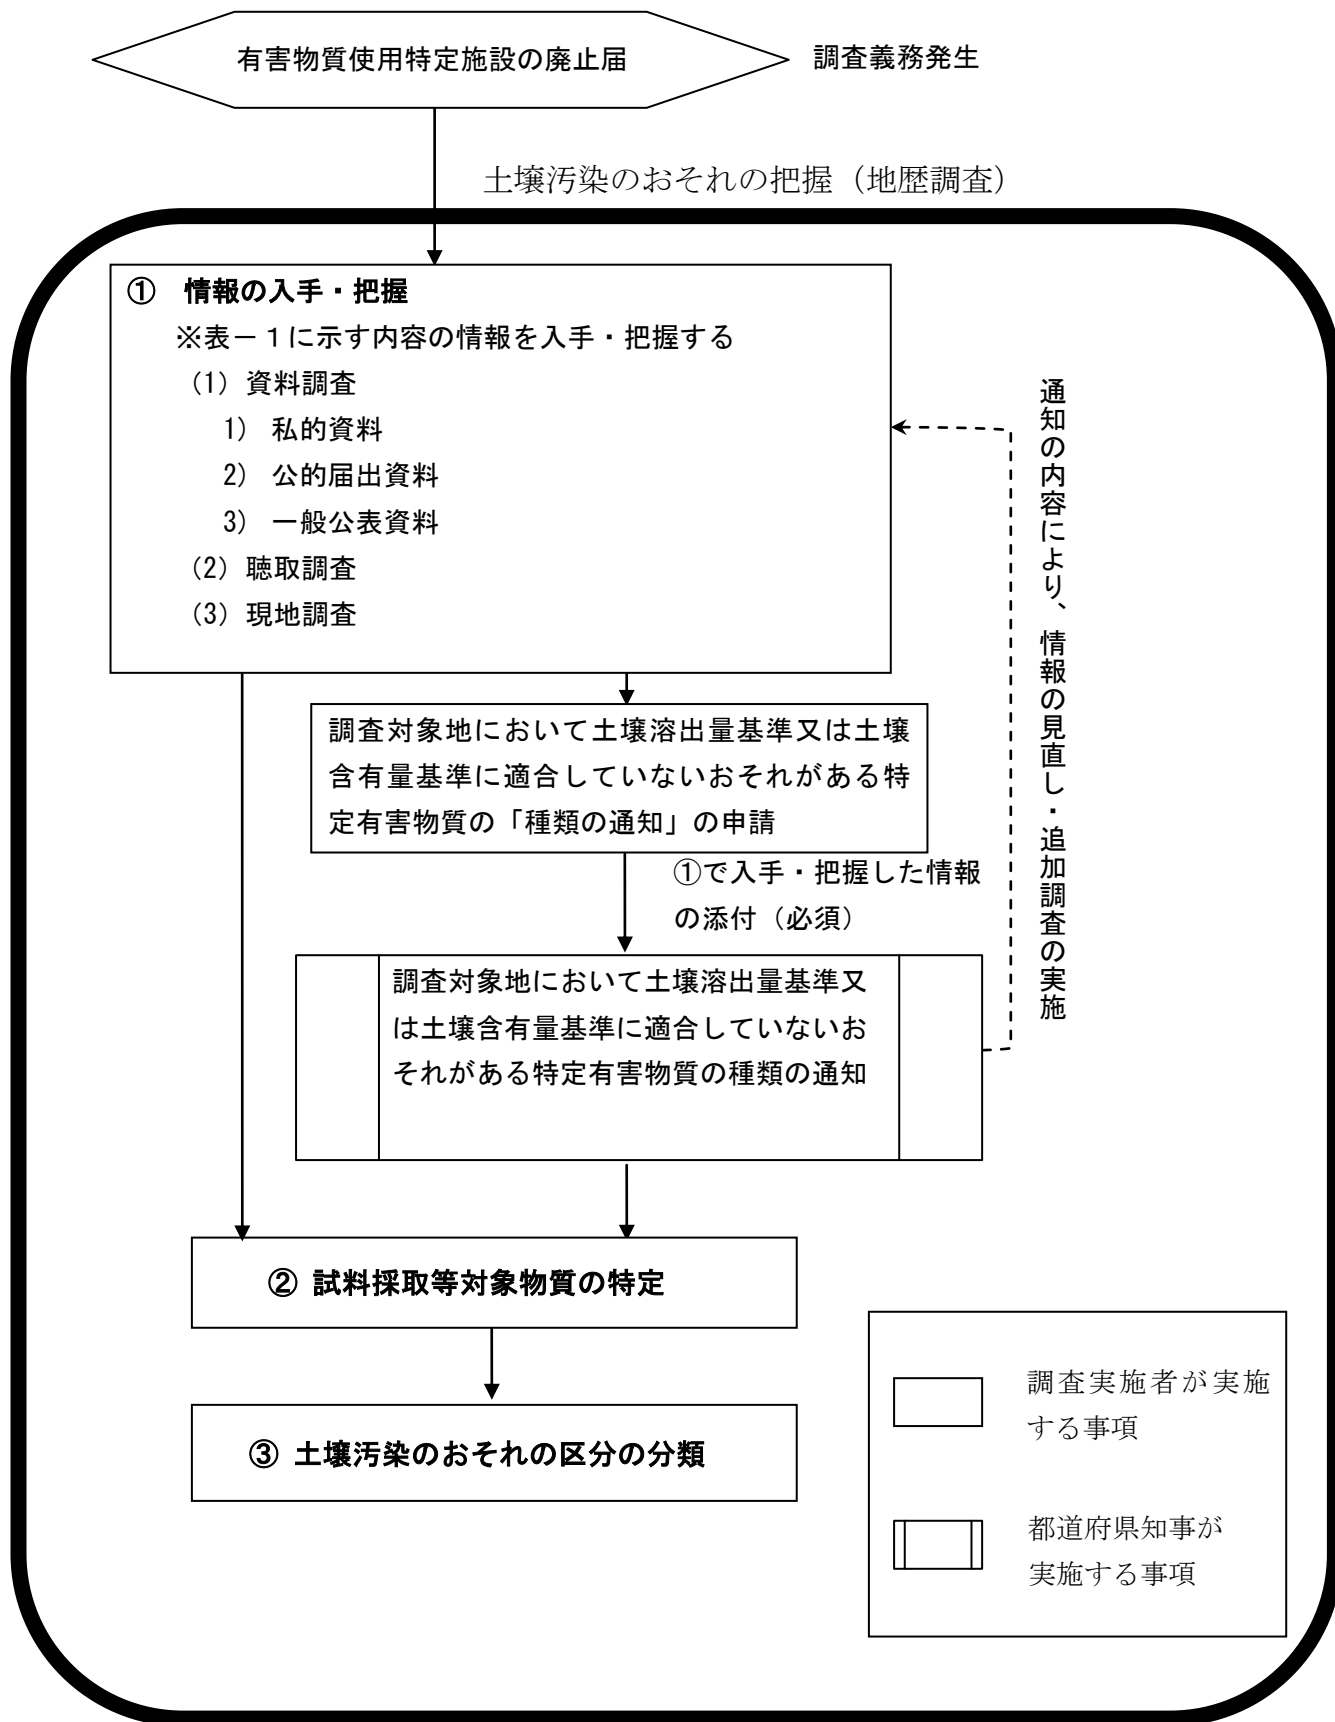 有害物質使用特定施設の廃止届
調査義務発生
土壌汚染のおそれの把握（地歴調査）
① 情報の入手・把握
※表－１に示す内容の情報を入手・把握する
(1) 資料調査
1) 私的資料
2) 公的届出資料
3) 一般公表資料
(2) 聴取調査
(3) 現地調査
通知の内容により、情報の見直し・追加調査の実施
調査対象地において土壌溶出量基準又は土壌
含有量基準に適合していないおそれがある特
定有害物質の「種類の通知」の申請
①で入手・把握した情報
の添付（必須）
調査対象地において土壌溶出量基準又
は土壌含有量基準に適合していないお
それがある特定有害物質の種類の通知
② 試料採取等対象物質の特定
③ 土壌汚染のおそれの区分の分類
調査実施者が実施
する事項
都道府県知事が
実施する事項